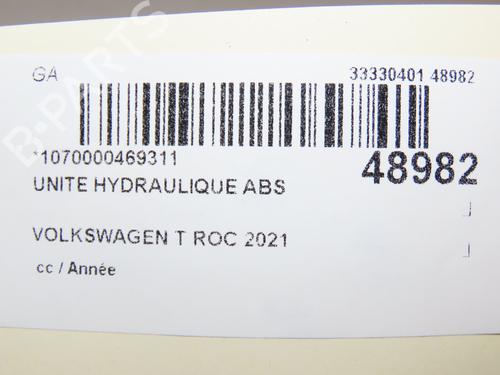 B-PARTS
GA 33330401 48982
*1070000469311 48982
UNITE HYDRAULIQUE ABS
VOLKSWAGEN T ROC 2021
cc / Année